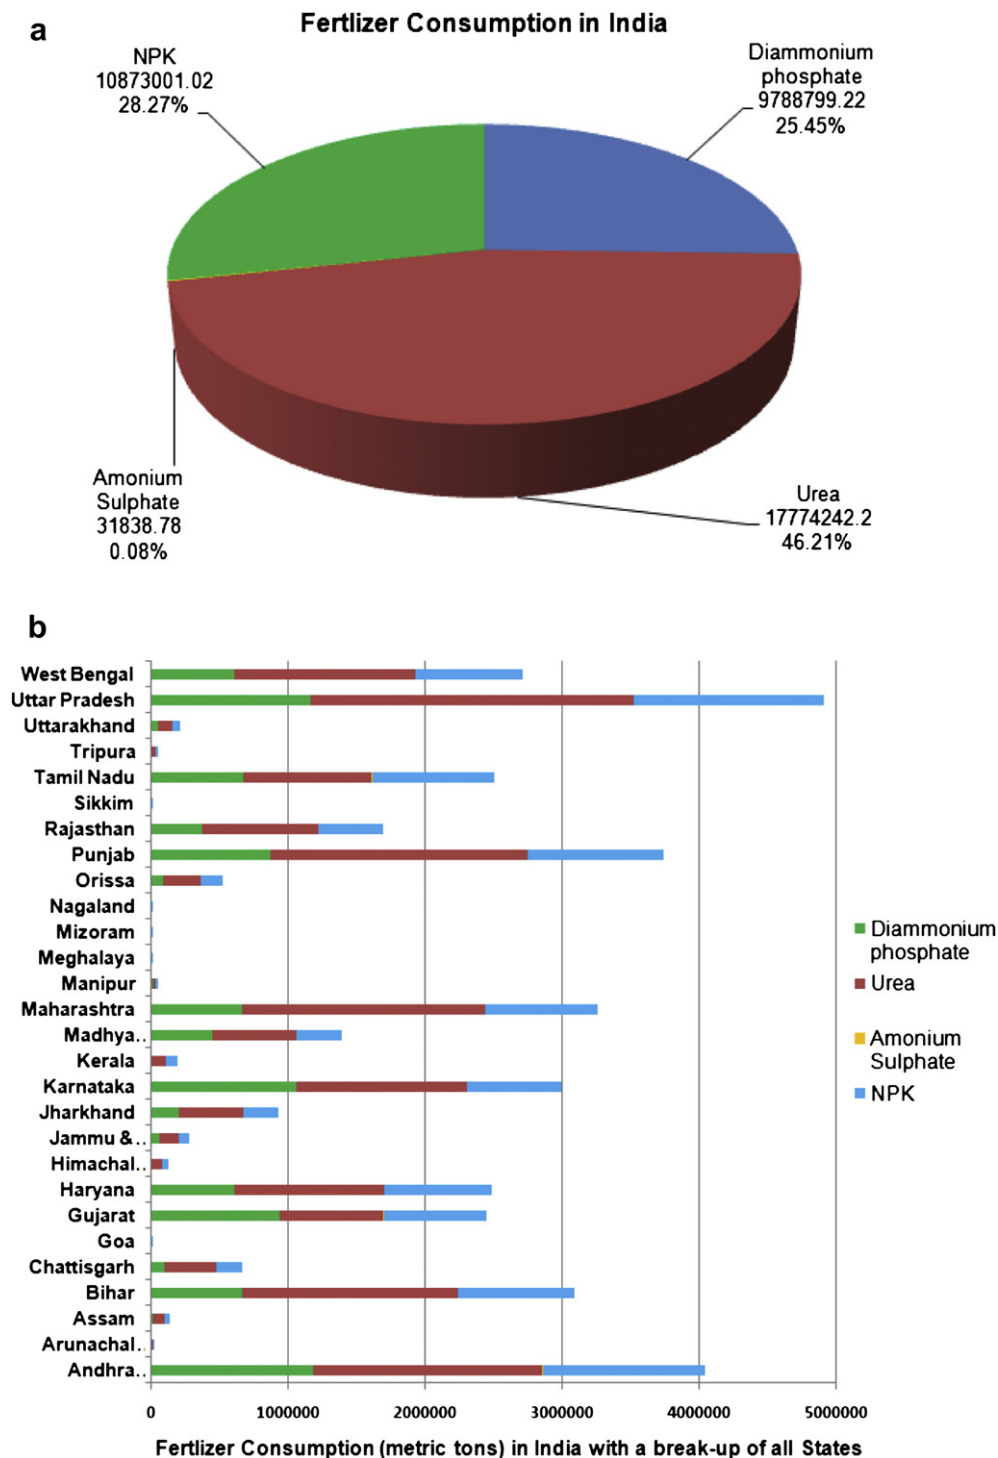 a
Fertlizer Consumption in India
NPK
10873001.02
28.27%
Diammonium
phosphate
9788799.22
25.45%
Amonium
Sulphate
31838.78
0.08%
Urea
17774242.2
46.21%
b
West Bengal
Uttar Pradesh
Uttarakhand
Tripura
Tamil Nadu
Sikkim
Rajasthan
Punjab
Orissa
Nagaland
Mizoram
Meghalaya
Manipur
Maharashtra
Madhya..
Kerala
Karnataka
Jharkhand
Jammu &..
Himachal..
Haryana
Gujarat
Goa
Chattisgarh
Bihar
Assam
Arunachal..
Andhra..
Diammonium
phosphate
Urea
Amonium
Sulphate
NPK
0 1000000 2000000 3000000 4000000 5000000
Fertlizer Consumption (metric tons) in India with a break-up of all States